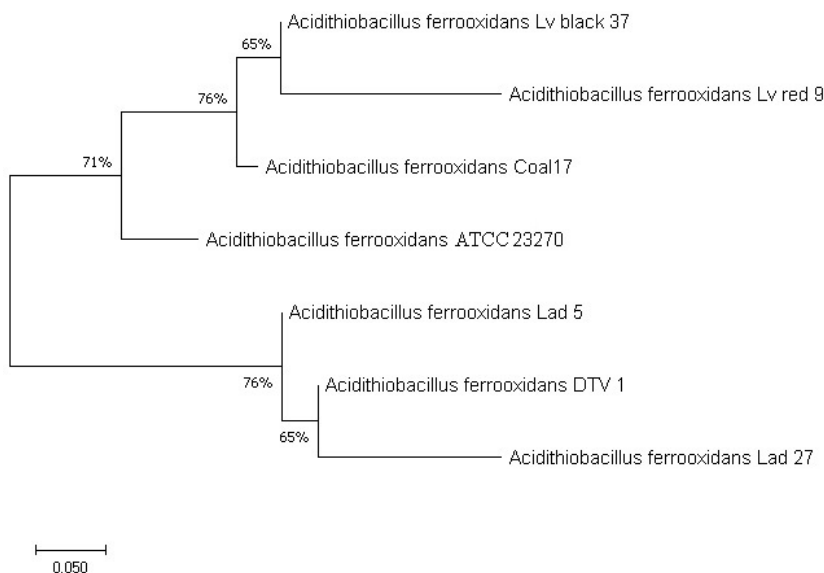 Acidithiobacillus ferrooxidans Lv black 37
65%
Acidithiobacillus ferrooxidans Lv red 9
76%
71%
Acidithiobacillus ferrooxidans Coal17
Acidithiobacillus ferrooxidans ATCC 23270
Acidithiobacillus ferrooxidans Lad 5
76%
Acidithiobacillus ferrooxidans DTV 1
65%
Acidithiobacillus ferrooxidans Lad 27
0.050